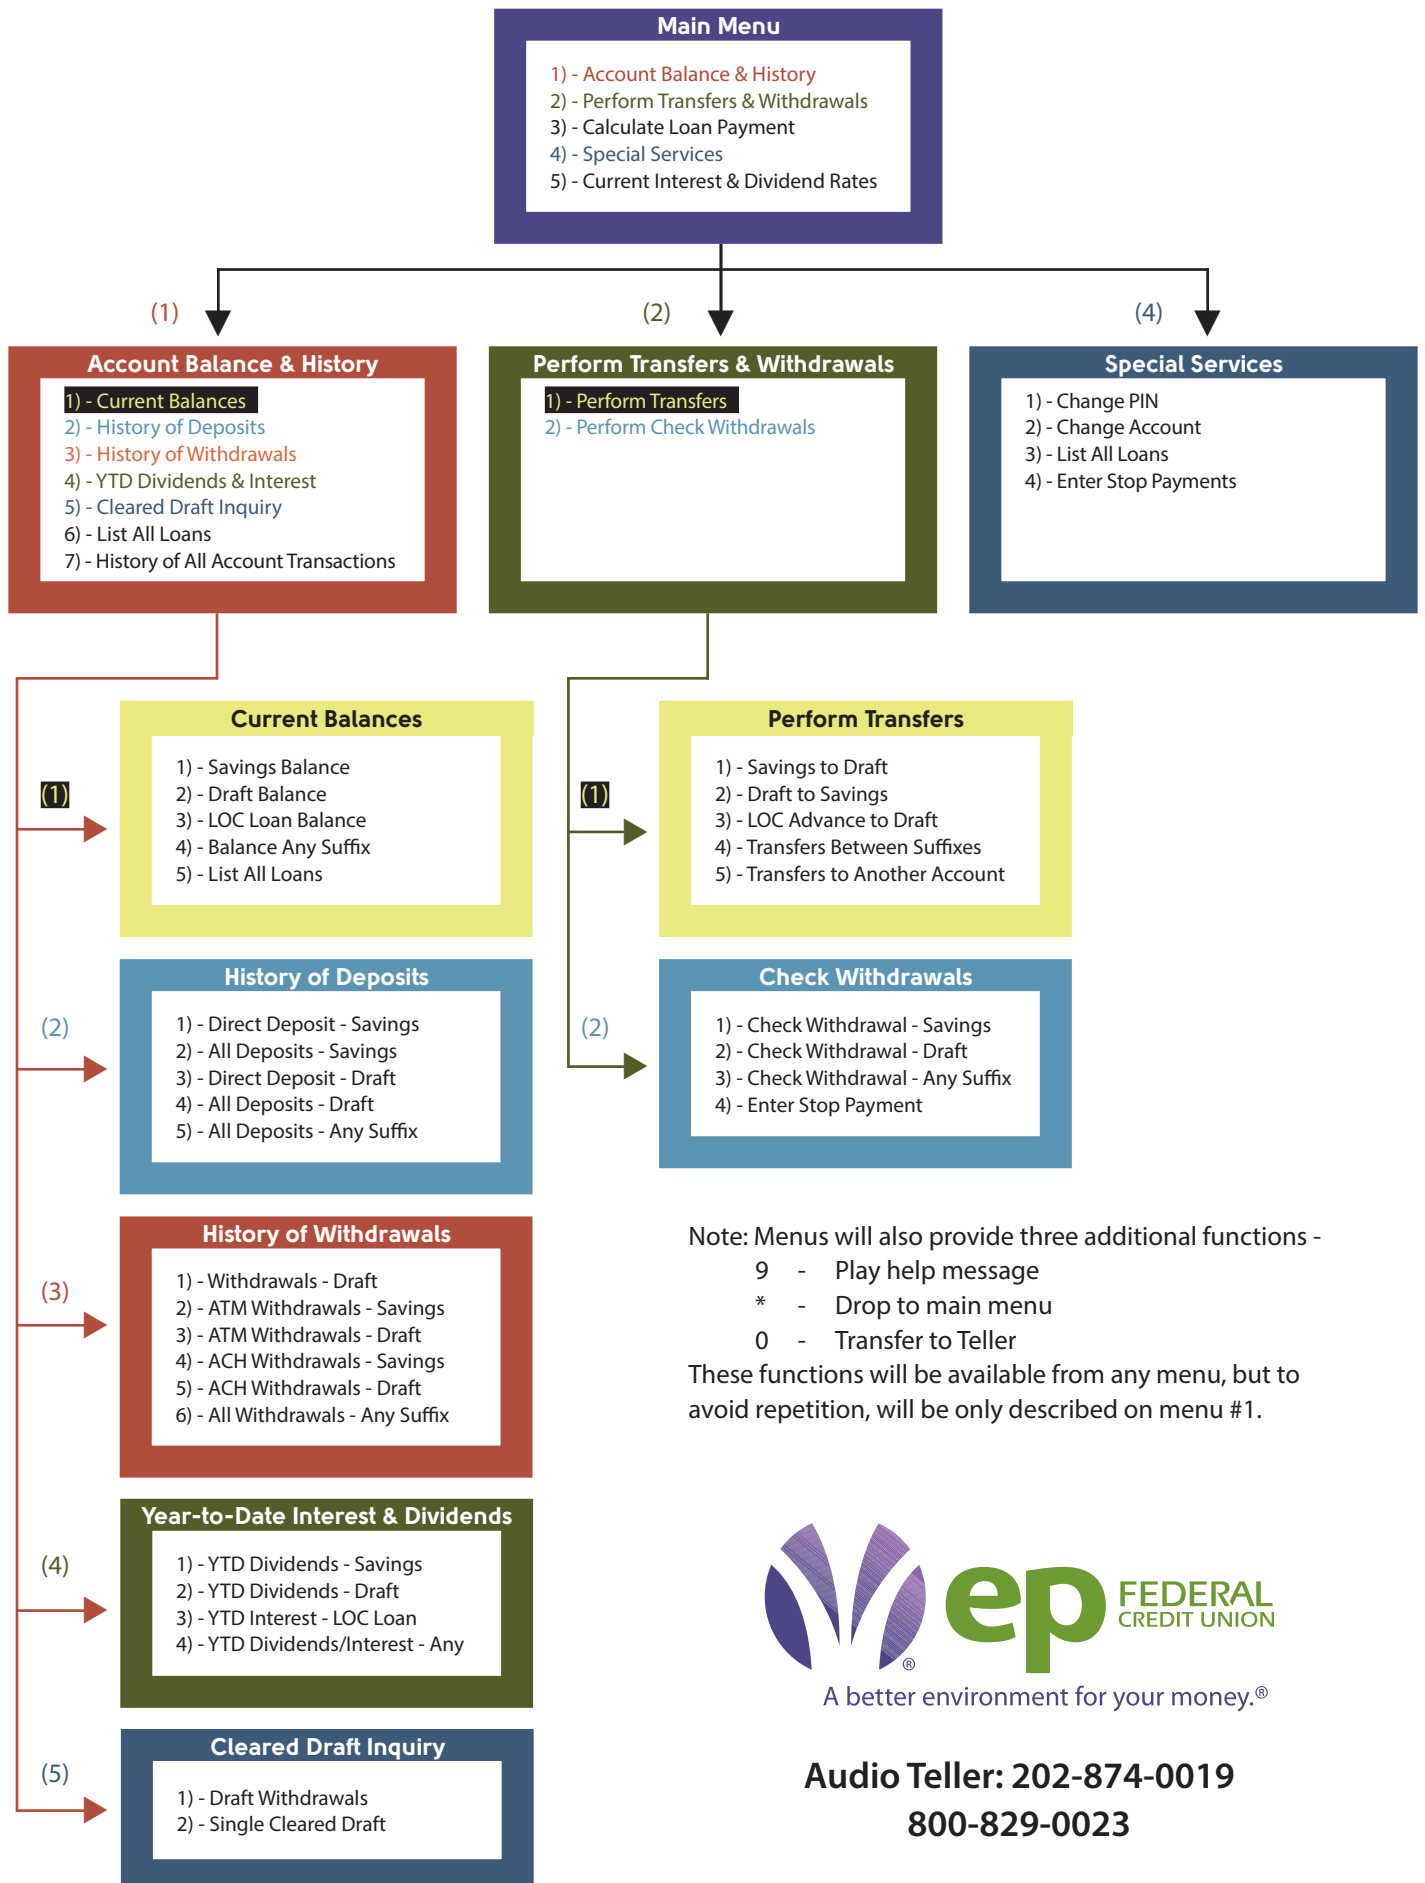 Main Menu
1) - Account Balance & History
2) - Perform Transfers & Withdrawals
3) - Calculate Loan Payment
4) - Special Services
5) - Current Interest & Dividend Rates
(1)
(2)
(4)
Account Balance & History
1) - Current Balances
2) - History of Deposits
3) - History of Withdrawals
4) - YTD Dividends & Interest
5) - Cleared Draft Inquiry
6) - List All Loans
7) - History of All Account Transactions
Perform Transfers & Withdrawals
1) - Perform Transfers
2) - Perform Check Withdrawals
Special Services
1) - Change PIN
2) - Change Account
3) - List All Loans
4) - Enter Stop Payments
(1)
Current Balances
1) - Savings Balance
2) - Draft Balance
3) - LOC Loan Balance
4) - Balance Any Suffix
5) - List All Loans
(2)
History of Deposits
1) - Direct Deposit - Savings
2) - All Deposits - Savings
3) - Direct Deposit - Draft
4) - All Deposits - Draft
5) - All Deposits - Any Suffix
(3)
History of Withdrawals
1) - Withdrawals - Draft
2) - ATM Withdrawals - Savings
3) - ATM Withdrawals - Draft
4) - ACH Withdrawals - Savings
5) - ACH Withdrawals - Draft
6) - All Withdrawals - Any Suffix
(4)
Year-to-Date Interest & Dividends
1) - YTD Dividends - Savings
2) - YTD Dividends - Draft
3) - YTD Interest - LOC Loan
4) - YTD Dividends/Interest - Any
(5)
Cleared Draft Inquiry
1) - Draft Withdrawals
2) - Single Cleared Draft
(1)
Perform Transfers
1) - Savings to Draft
2) - Draft to Savings
3) - LOC Advance to Draft
4) - Transfers Between Suffixes
5) - Transfers to Another Account
(2)
Check Withdrawals
1) - Check Withdrawal - Savings
2) - Check Withdrawal - Draft
3) - Check Withdrawal - Any Suffix
4) - Enter Stop Payment
Note: Menus will also provide three additional functions -
9 - Play help message
* - Drop to main menu
0 - Transfer to Teller
These functions will be available from any menu, but to
avoid repetition, will be only described on menu #1.
®
ep FEDERAL
CREDIT UNION
A better environment for your money.®
Audio Teller: 202-874-0019
800-829-0023